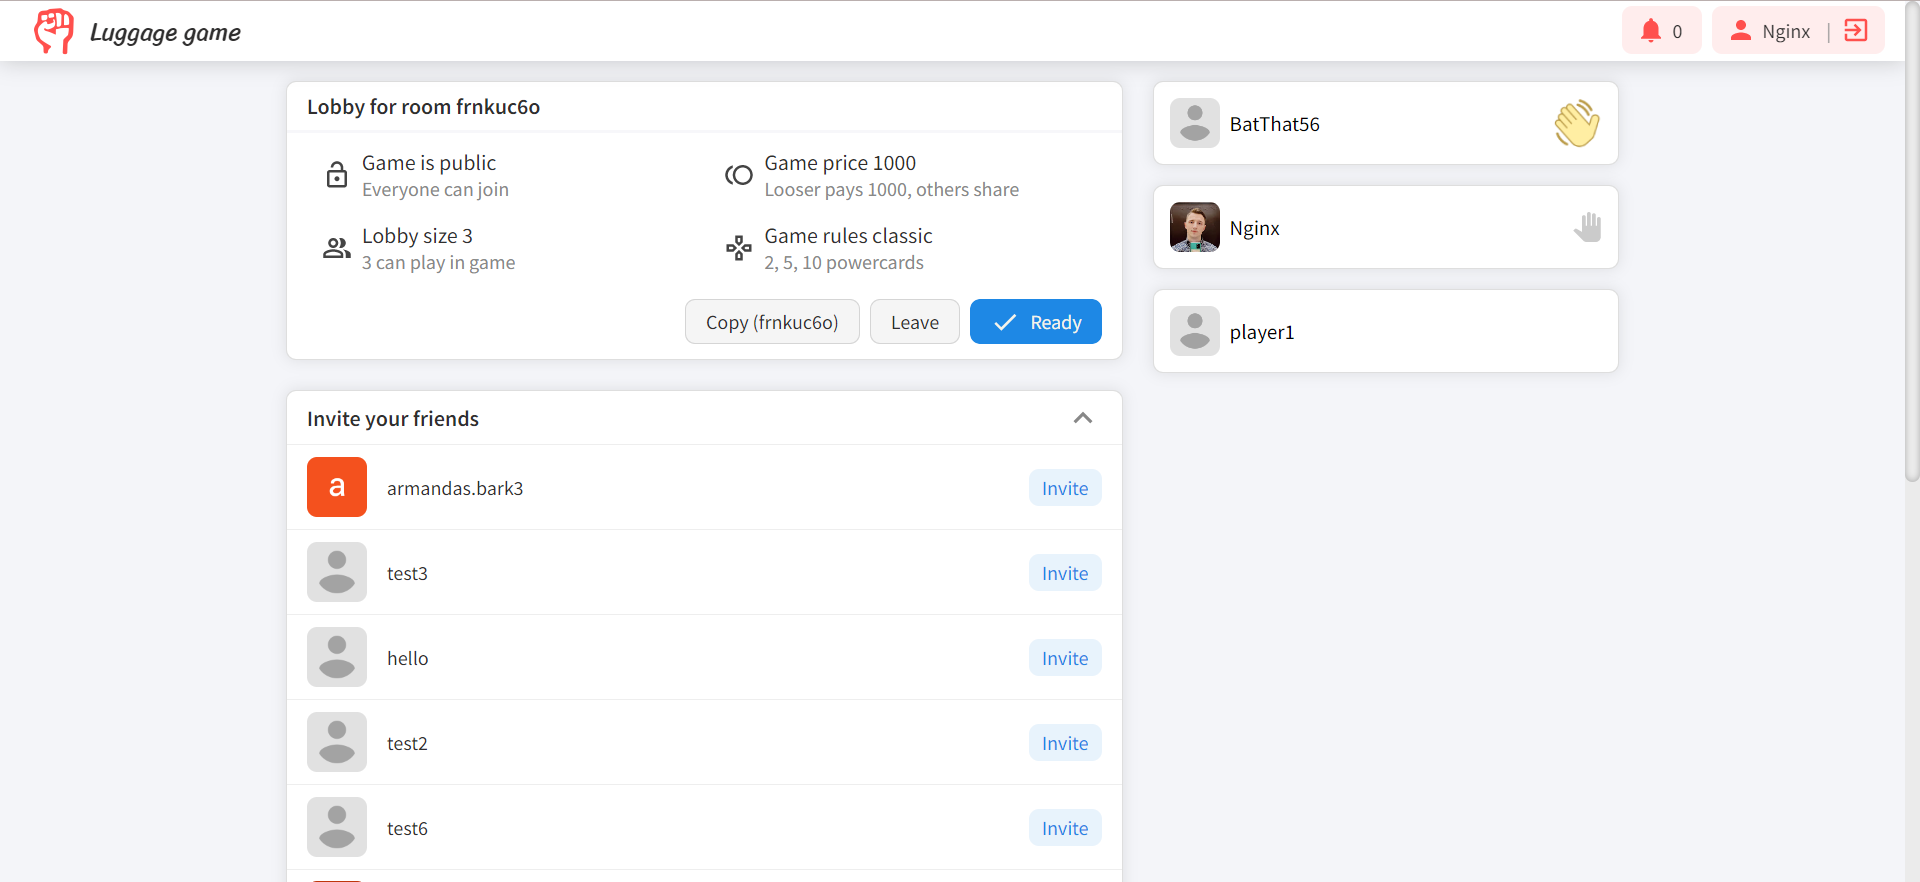 Luggage game
0
Nginx
|
Lobby for room frnkuc6o
Game is public
Everyone can join
Game price 1000
Looser pays 1000, others share
Lobby size 3
3 can play in game
Game rules classic
2, 5, 10 powercards
Copy (frnkuc6o)
Leave
Ready
BatThat56
Nginx
player1
Invite your friends
a
armandas.bark3
Invite
test3
Invite
hello
Invite
test2
Invite
test6
Invite